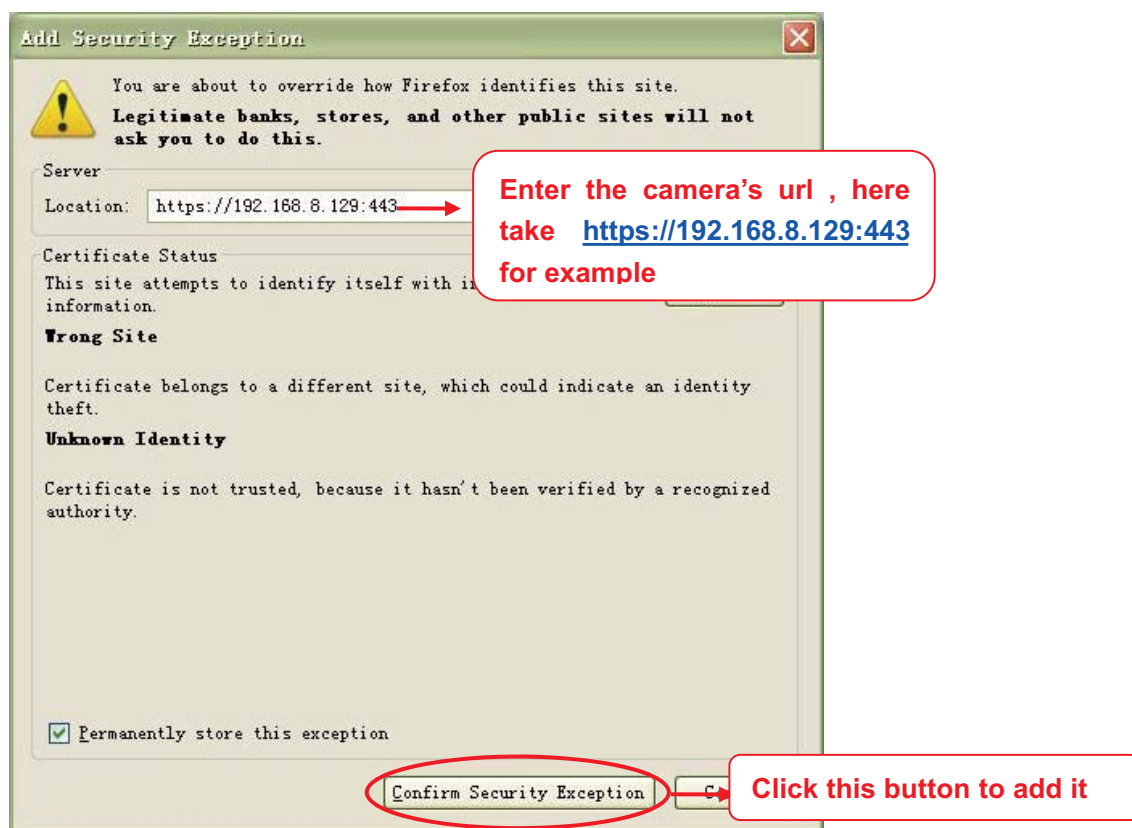 Add Security Exception
You are about to override how Firefox identifies this site.
Legitimate banks, stores, and other public sites will not
ask you to do this.
Server
Location: https://192.168.8.129:443
Enter the camera's url , here
take https://192.168.8.129:443
for example
Certificate Status
This site attempts to identify itself with
information.
Wrong Site
Certificate belongs to a different site, which could indicate an identity
theft.
Unknown Identity
Certificate is not trusted, because it hasn't been verified by a recognized
authority.
Permanently store this exception
Confirm Security Exception
Click this button to add it